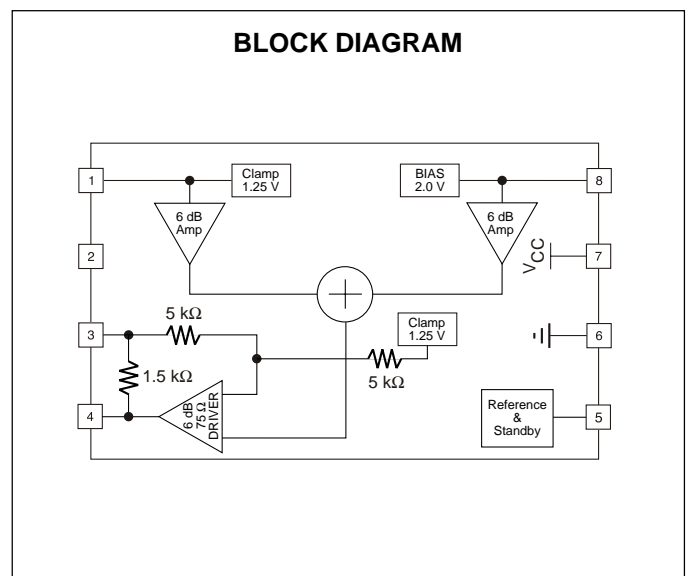 BLOCK DIAGRAM
1
Clamp
1.25 V
BIAS
2.0 V
8
6 dB
Amp
6 dB
Amp
2
VCC
7
3
5 kΩ
Clamp
1.25 V
6
1.5 kΩ
5 kΩ
4
6 dB
75 Ω
DRIVER
Reference
&
Standby
5